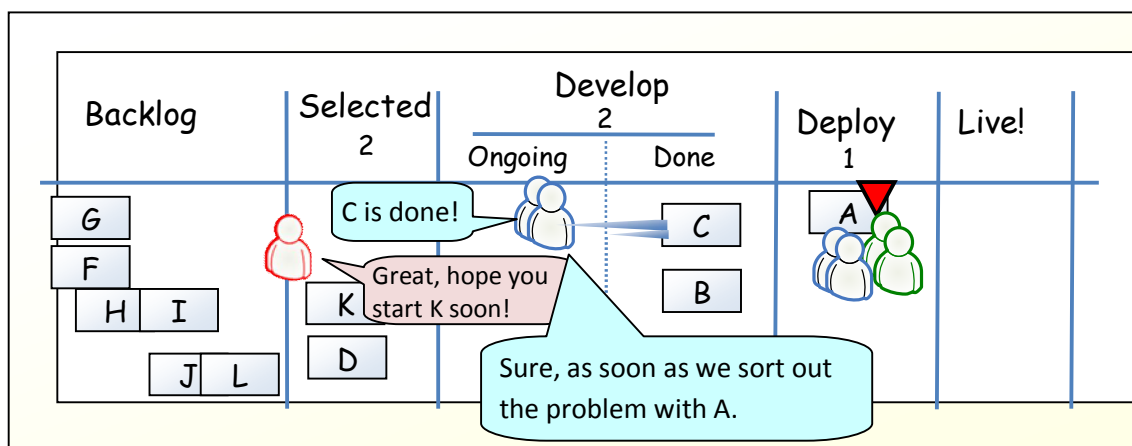 Backlog
Selected
2
Develop
2
Ongoing
Done
Deploy
1
Live!
G
F
H
I
J
L
C is done!
Great, hope you
start K soon!
K
D
C
B
A
Sure, as soon as we sort out
the problem with A.